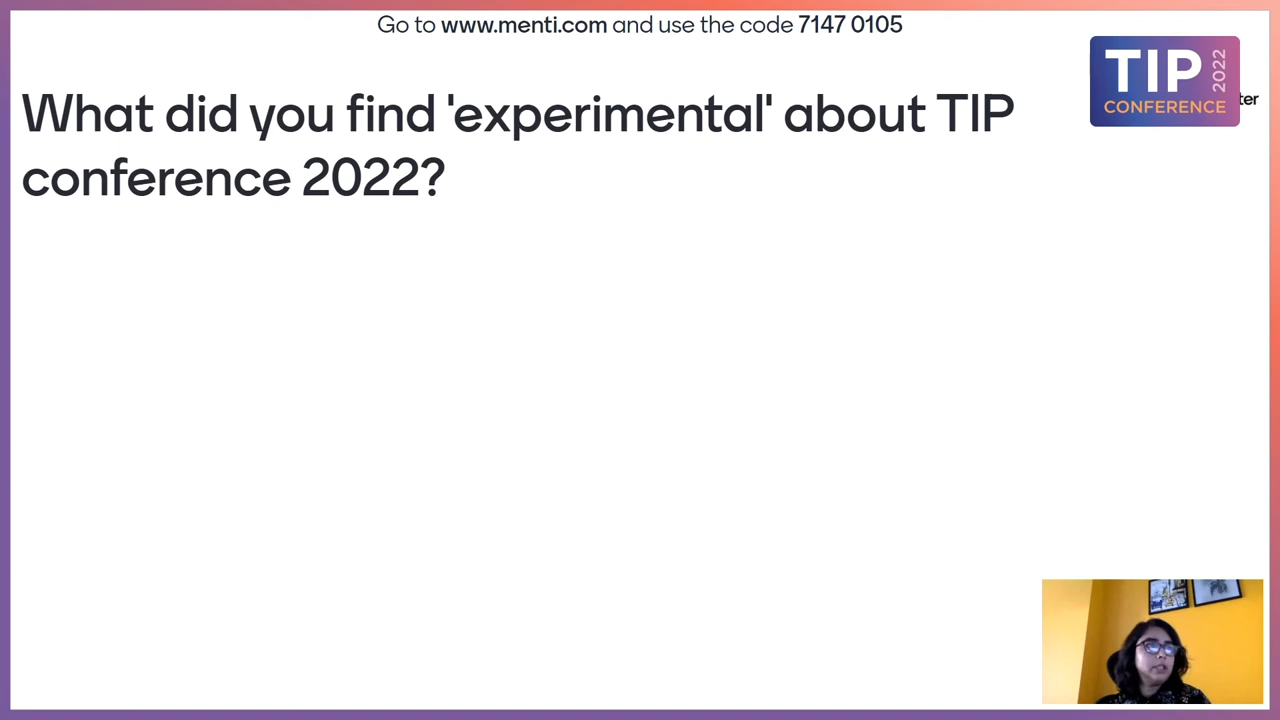 Go to www.menti.com and use the code 7147 0105
TIP 2022
CONFERENCE
ter
What did you find 'experimental' about TIP
conference 2022?